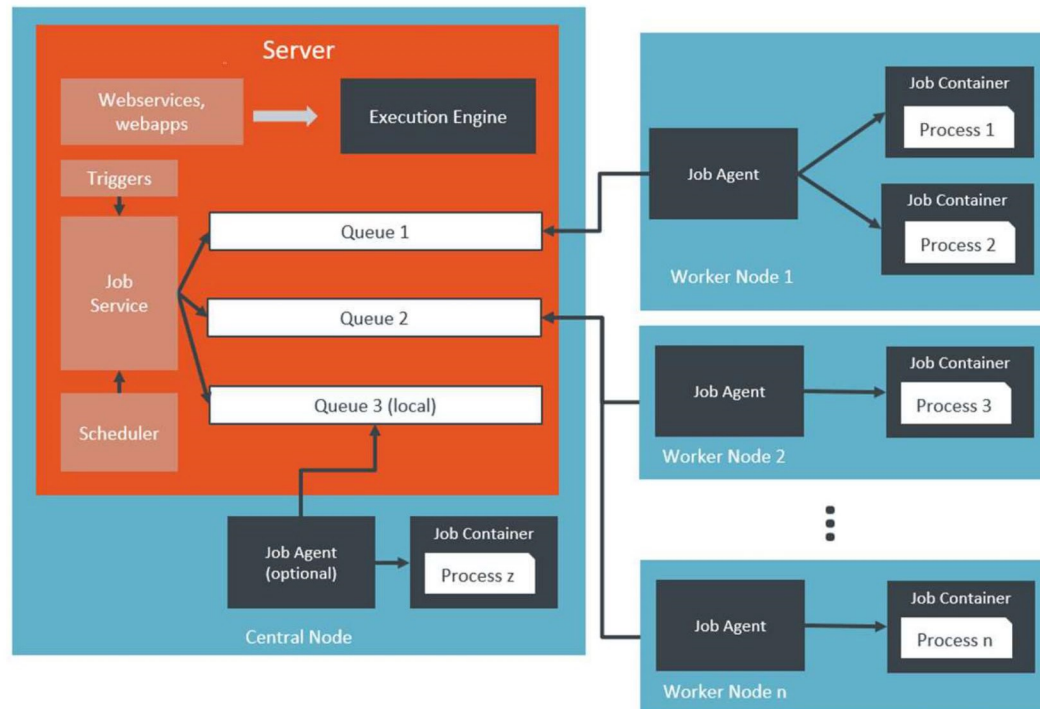 Server
Webservices,
webapps
Execution Engine
Triggers
Job
Service
Scheduler
Queue 1
Queue 2
Queue 3 (local)
Job Agent
(optional)
Job Container
Process z
Central Node
Job Agent
Job Container
Process 1
Job Container
Process 2
Worker Node 1
Job Agent
Job Container
Process 3
Worker Node 2
Job Agent
Job Container
Process n
Worker Node n